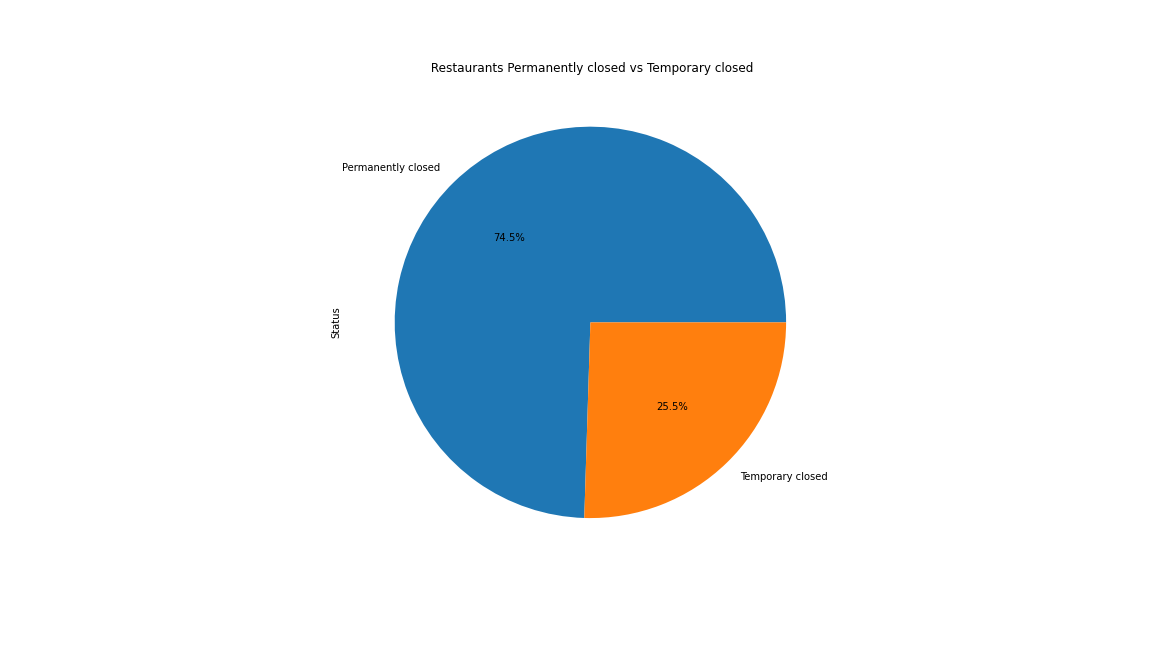 Restaurants Permanently closed vs Temporary closed
Permanently closed
74.5%
Status
25.5%
Temporary closed